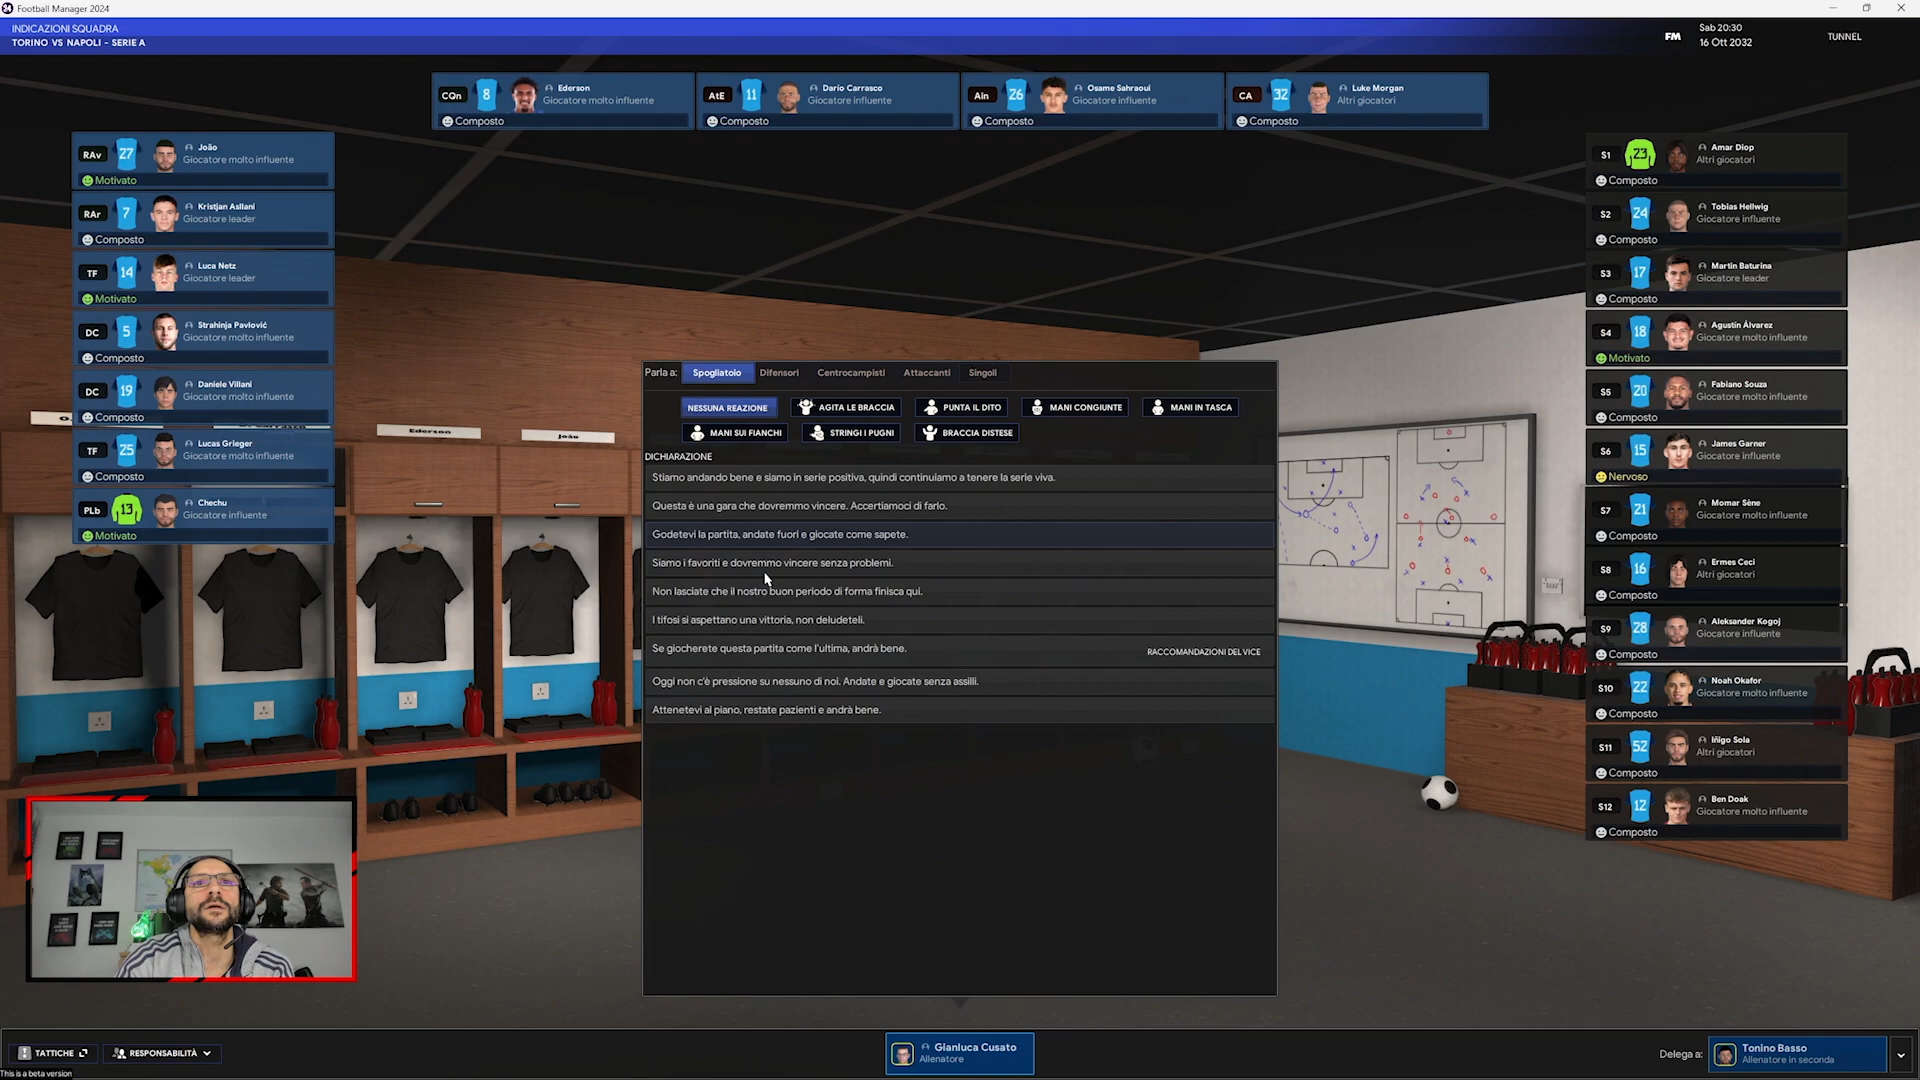 Football Manager 2024
INDICAZIONI SQUADRA
TORINO VS NAPOLI - SERIE A
FM
Sab 20:30
16 Ott 2032
TUNNEL
CQn
8
Ederson
Giocatore molto influente
Composto
AtE
11
Dario Carrasco
Giocatore influente
Composto
Ain
26
Osame Sahraoui
Giocatore influente
Composto
CA
32
Luke Morgan
Altri giocatori
Composto
RAv
27
João
Giocatore molto influente
Motivato
RAr
7
Kristjan Asllani
Giocatore leader
Composto
TF
14
Luca Netz
Giocatore leader
Motivato
DC
5
Strahinja Pavlović
Giocatore molto influente
Composto
DC
19
Daniele Villani
Giocatore molto influente
Composto
TF
25
Lucas Grieger
Giocatore molto influente
Composto
PLb
13
Chechu
Giocatore influente
Motivato
Ederson
João
Parla a:
Spogliatoio
Difensori
Centrocampisti
Attaccanti
Singoli
NESSUNA REAZIONE
AGITA LE BRACCIA
PUNTA IL DITO
MANI CONGIUNTE
MANI IN TASCA
MANI SUI FIANCHI
STRINGI I PUGNI
BRACCIA DISTESE
DICHIARAZIONE
Stiamo andando bene e siamo in serie positiva, quindi continuiamo a tenere la serie viva.
Questa è una gara che dovremmo vincere. Accertiamoci di farlo.
Godetevi la partita, andate fuori e giocate come sapete.
Siamo i favoriti e dovremmo vincere senza problemi.
Non lasciate che il nostro buon periodo di forma finisca qui.
I tifosi si aspettano una vittoria, non deludeteli.
Se giocherete questa partita come l'ultima, andrà bene.
RACCOMANDAZIONI DEL VICE
Oggi non c'è pressione su nessuno di noi. Andate e giocate senza assilli.
Attenetevi al piano, restate pazienti e andrà bene.
S1
23
Amar Diop
Altri giocatori
Composto
S2
24
Tobias Hellwig
Giocatore influente
Composto
S3
17
Martin Baturina
Giocatore leader
Composto
S4
18
Agustín Álvarez
Giocatore molto influente
Motivato
S5
20
Fabiano Souza
Giocatore molto influente
Composto
S6
15
James Garner
Giocatore influente
Nervoso
S7
21
Momar Sène
Giocatore molto influente
Composto
S8
16
Ermes Ceci
Altri giocatori
Composto
S9
28
Aleksander Kogoj
Giocatore influente
Composto
S10
22
Noah Okafor
Giocatore molto influente
Composto
S11
52
Iñigo Sola
Altri giocatori
Composto
S12
12
Ben Doak
Giocatore molto influente
Composto
TATTICHE
RESPONSABILITÀ
Gianluca Cusato
Allenatore
Delega a:
Tonino Basso
Allenatore in seconda
This is a beta version